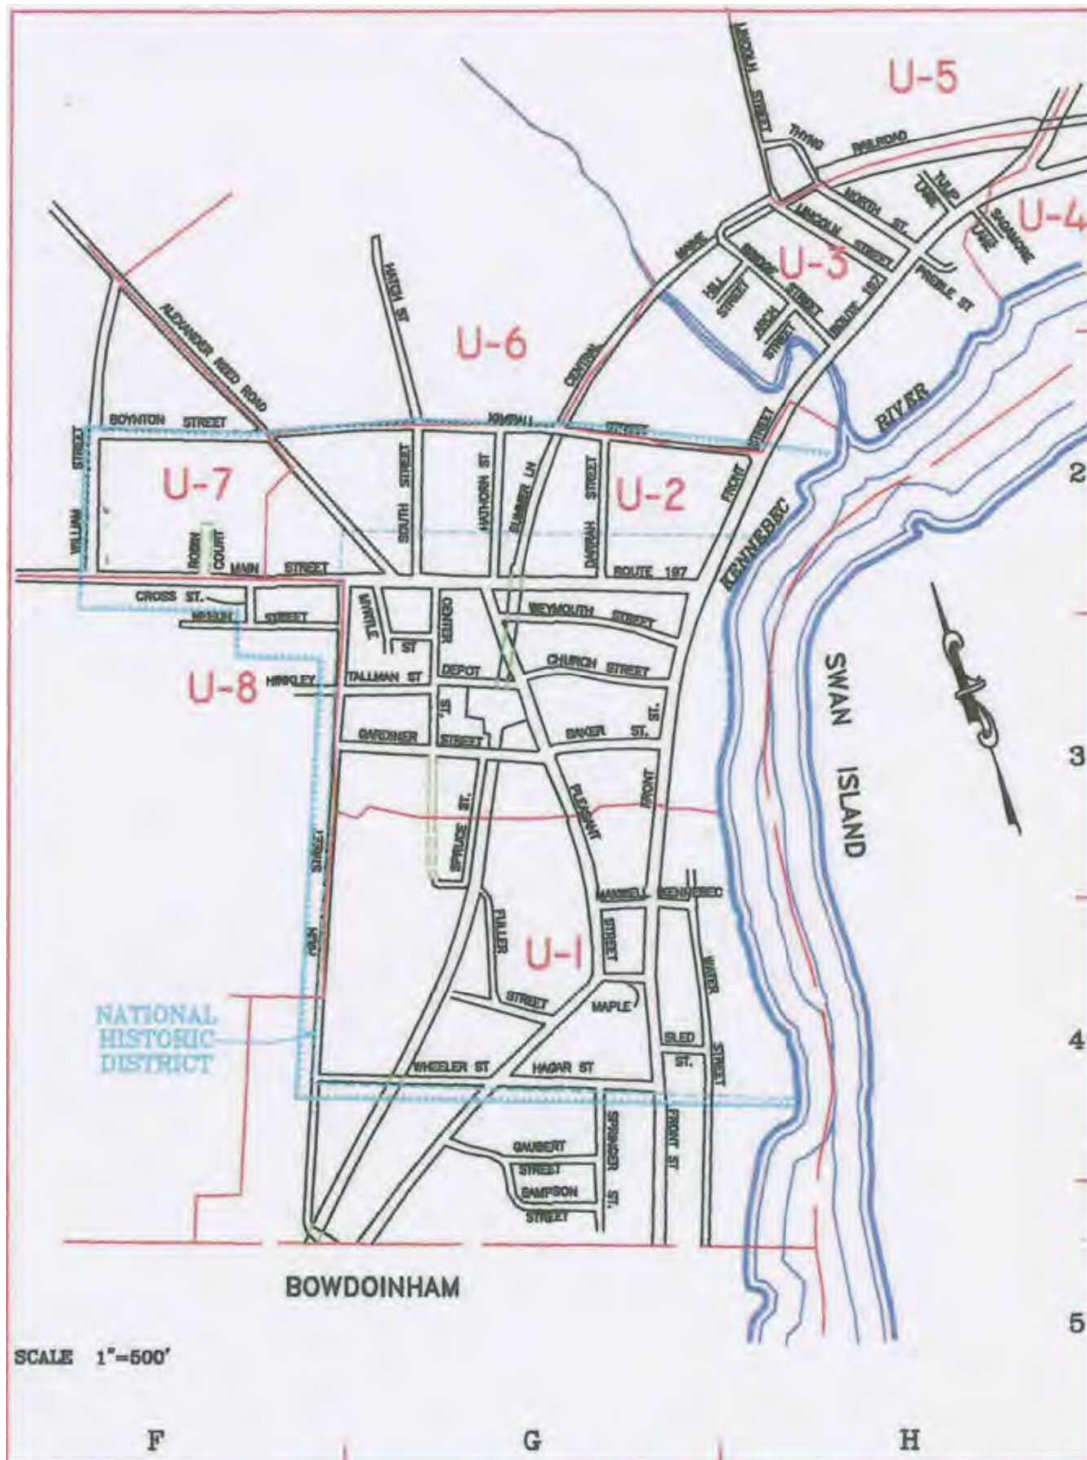 U-5
LINCOLN STREET
THYNG
RAILROAD
TULIP LANE
NORTH ST.
U-4
SAGAMORE LANE
LINCOLN STREET
U-3
BRIDGE STREET
HILL STREET
ARCH STREET
ROUTE 197
PREBLE ST
MAINE
CENTRAL
HATCH ST
U-6
ALEXANDER REED ROAD
RIVER
KENNEBEC
BOYNTON STREET
KIMBALL STREET
WILLIAM STREET
U-7
SOUTH STREET
HATHORN ST
SUMMER LN
DARRAH STREET
U-2
FRONT STREET
2
ROBIN COURT
MAIN STREET
ROUTE 197
CROSS ST.
STREET
MYRTLE ST
CENTER ST.
WEYMOUTH STREET
CHURCH STREET
U-8
HINKLEY
TALLMAN ST
DEPOT
GARDINER STREET
BAKER ST.
SWAN ISLAND
3
FRONT ST.
PLEASANT
SPRUCE ST.
STREET
KENNEBEC
STREET
FULLER STREET
U-1
MAPLE
WATER STREET
NATIONAL
HISTORIC
DISTRICT
SLED ST.
4
WHEELER ST
HAGAR ST
GAUBERT STREET
SAMPSON STREET
SPRINGER ST.
FRONT ST
BOWDOINHAM
5
SCALE 1"=500'
F G H